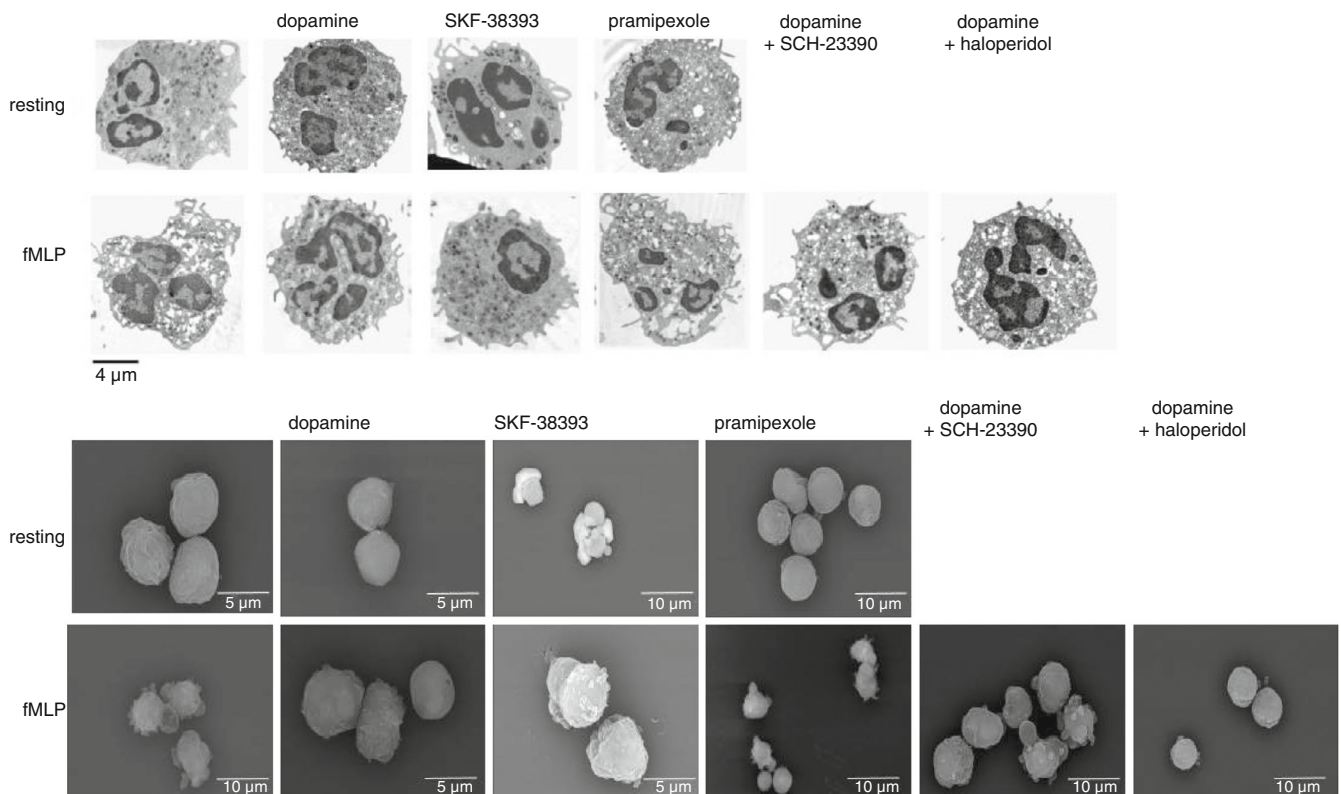 dopamine SKF-38393 pramipexole dopamine dopamine
+ SCH-23390 + haloperidol
resting
fMLP
4 µm
dopamine SKF-38393 pramipexole dopamine dopamine
+ SCH-23390 + haloperidol
resting
5 µm 5 µm 10 µm 10 µm
fMLP
10 µm 5 µm 5 µm 10 µm 10 µm 10 µm